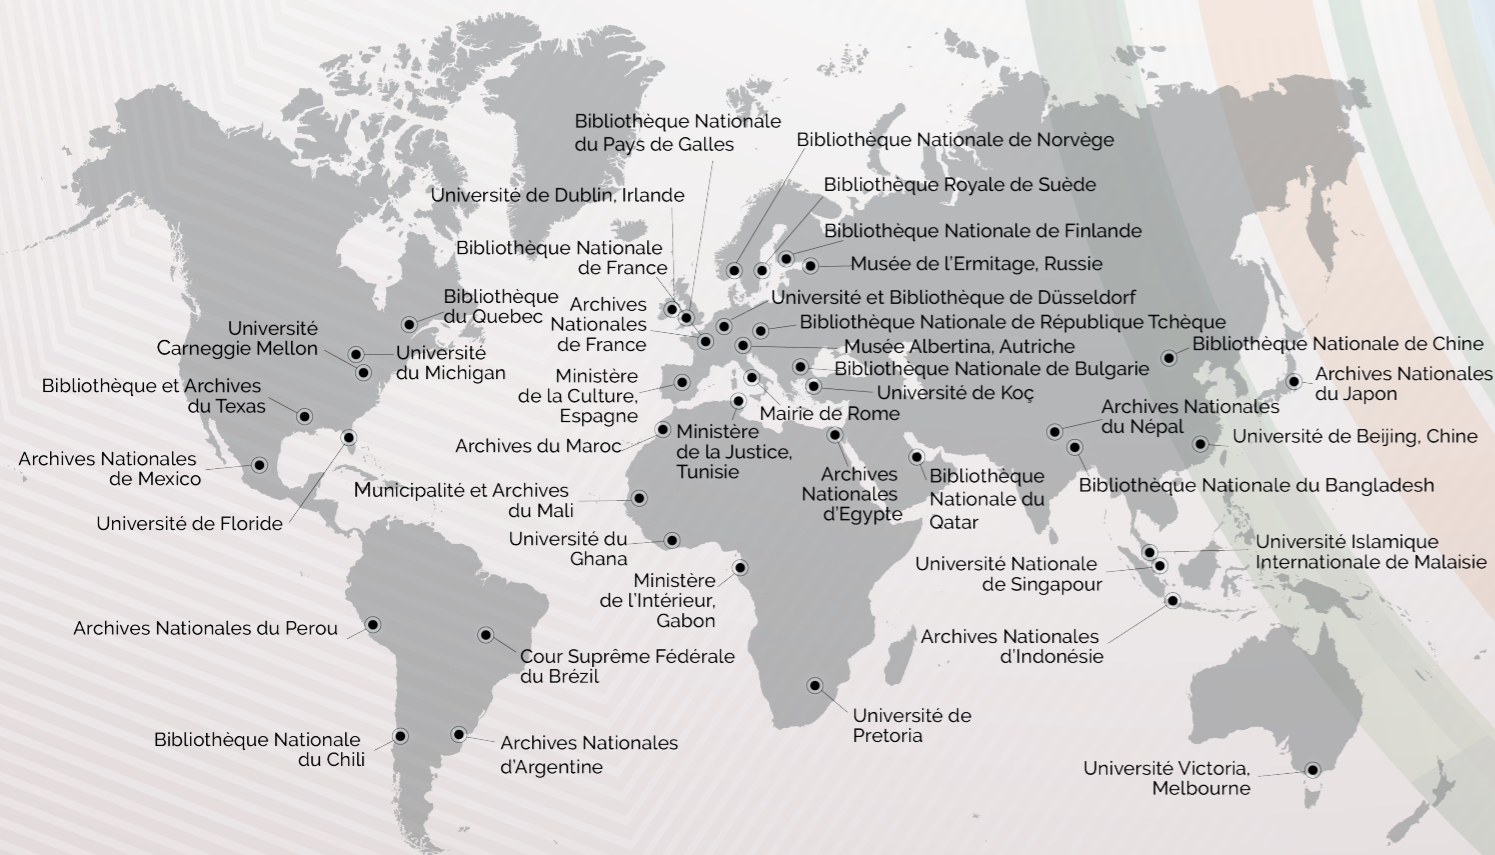 Bibliothèque Nationale
du Pays de Galles
Bibliothèque Nationale de Norvège
Bibliothèque Royale de Suède
Université de Dublin, Irlande
Bibliothèque Nationale de Finlande
Bibliothèque Nationale
de France
Musée de l'Ermitage, Russie
Bibliothèque
du Quebec
Archives
Nationales
de France
Université et Bibliothèque de Düsseldorf
Bibliothèque Nationale de République Tchèque
Université
Carneggie Mellon
Université
du Michigan
Musée Albertina, Autriche
Bibliothèque Nationale de Chine
Bibliothèque Nationale de Bulgarie
Archives Nationales
du Japon
Bibliothèque et Archives
du Texas
Ministère
de la Culture,
Espagne
Université de Koç
Mairie de Rome
Archives Nationales
du Népal
Université de Beijing, Chine
Archives du Maroc
Ministère
de la Justice,
Tunisie
Archives Nationales
de Mexico
Archives
Nationales
d'Egypte
Bibliothèque
Nationale du
Qatar
Bibliothèque Nationale du Bangladesh
Municipalité et Archives
du Mali
Université de Floride
Université du
Ghana
Université Islamique
Internationale de Malaisie
Université Nationale
de Singapour
Ministère
de l'Intérieur,
Gabon
Archives Nationales du Perou
Archives Nationales
d'Indonésie
Cour Suprême Fédérale
du Brézil
Université de
Pretoria
Bibliothèque Nationale
du Chili
Archives Nationales
d'Argentine
Université Victoria,
Melbourne